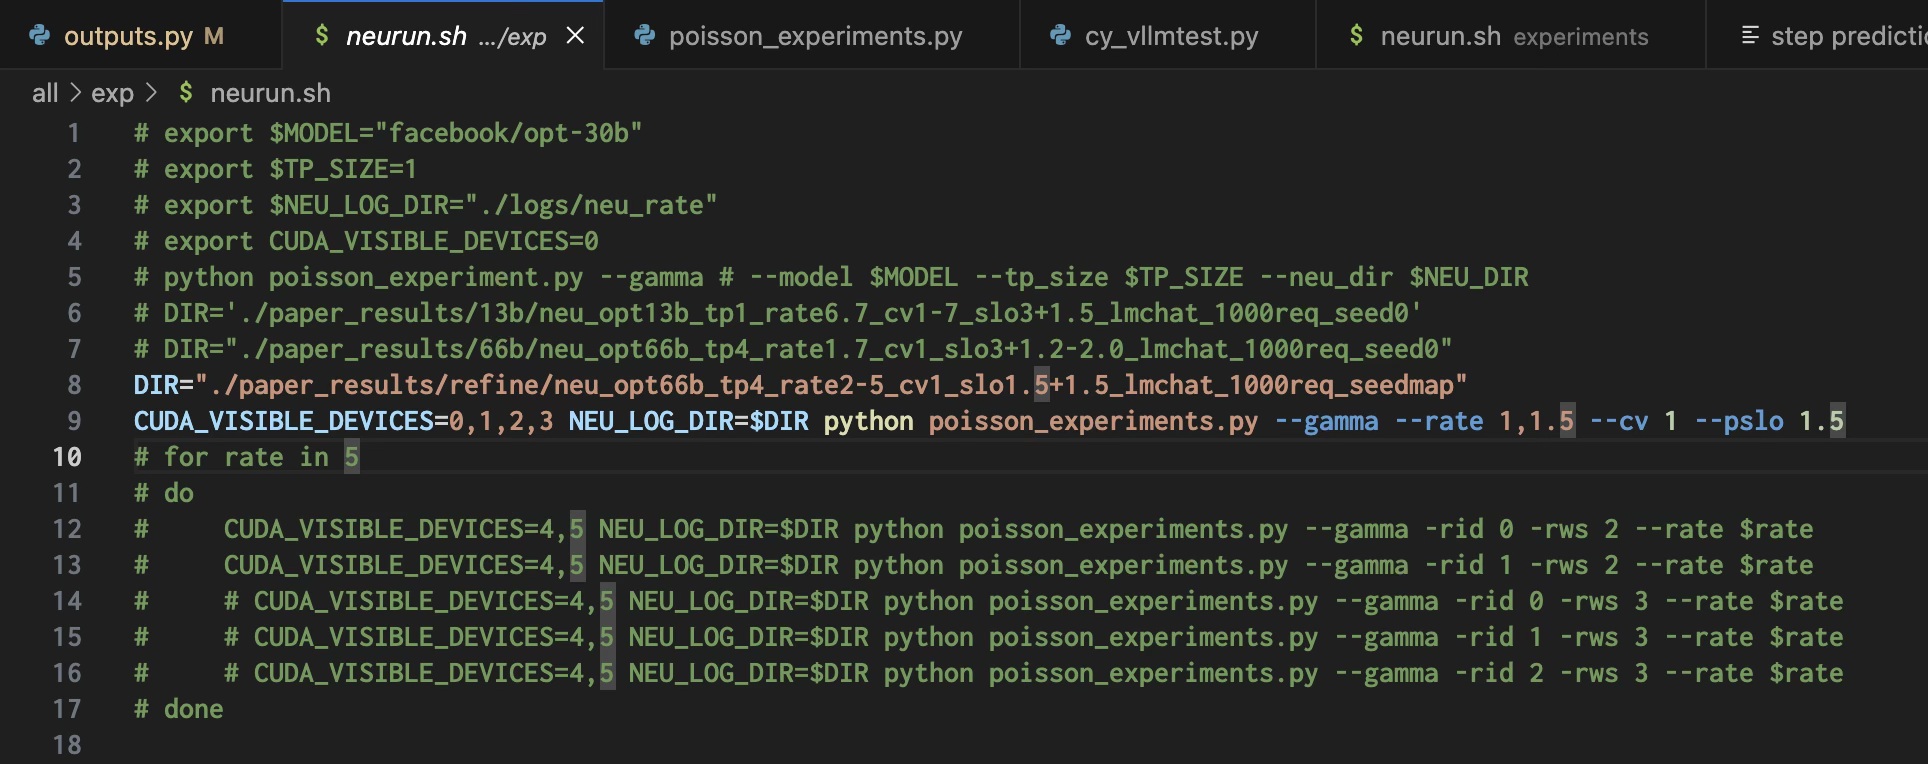 outputs.py M
$ neurun.sh .../exp
poisson_experiments.py
cy_vllmtest.py
$ neurun.sh experiments
step predictio
all > exp > $ neurun.sh
1 # export $MODEL="facebook/opt-30b"
2 # export $TP_SIZE=1
3 # export $NEU_LOG_DIR="./logs/neu_rate"
4 # export CUDA_VISIBLE_DEVICES=0
5 # python poisson_experiment.py --gamma # --model $MODEL --tp_size $TP_SIZE --neu_dir $NEU_DIR
6 # DIR='./paper_results/13b/neu_opt13b_tp1_rate6.7_cv1-7_slo3+1.5_lmchat_1000req_seed0'
7 # DIR="./paper_results/66b/neu_opt66b_tp4_rate1.7_cv1_slo3+1.2-2.0_lmchat_1000req_seed0"
8 DIR="./paper_results/refine/neu_opt66b_tp4_rate2-5_cv1_slo1.5+1.5_lmchat_1000req_seedmap"
9 CUDA_VISIBLE_DEVICES=0,1,2,3 NEU_LOG_DIR=$DIR python poisson_experiments.py --gamma --rate 1,1.5 --cv 1 --pslo 1.5
10 # for rate in 5
11 # do
12 #     CUDA_VISIBLE_DEVICES=4,5 NEU_LOG_DIR=$DIR python poisson_experiments.py --gamma -rid 0 -rws 2 --rate $rate
13 #     CUDA_VISIBLE_DEVICES=4,5 NEU_LOG_DIR=$DIR python poisson_experiments.py --gamma -rid 1 -rws 2 --rate $rate
14 #     # CUDA_VISIBLE_DEVICES=4,5 NEU_LOG_DIR=$DIR python poisson_experiments.py --gamma -rid 0 -rws 3 --rate $rate
15 #     # CUDA_VISIBLE_DEVICES=4,5 NEU_LOG_DIR=$DIR python poisson_experiments.py --gamma -rid 1 -rws 3 --rate $rate
16 #     # CUDA_VISIBLE_DEVICES=4,5 NEU_LOG_DIR=$DIR python poisson_experiments.py --gamma -rid 2 -rws 3 --rate $rate
17 # done
18